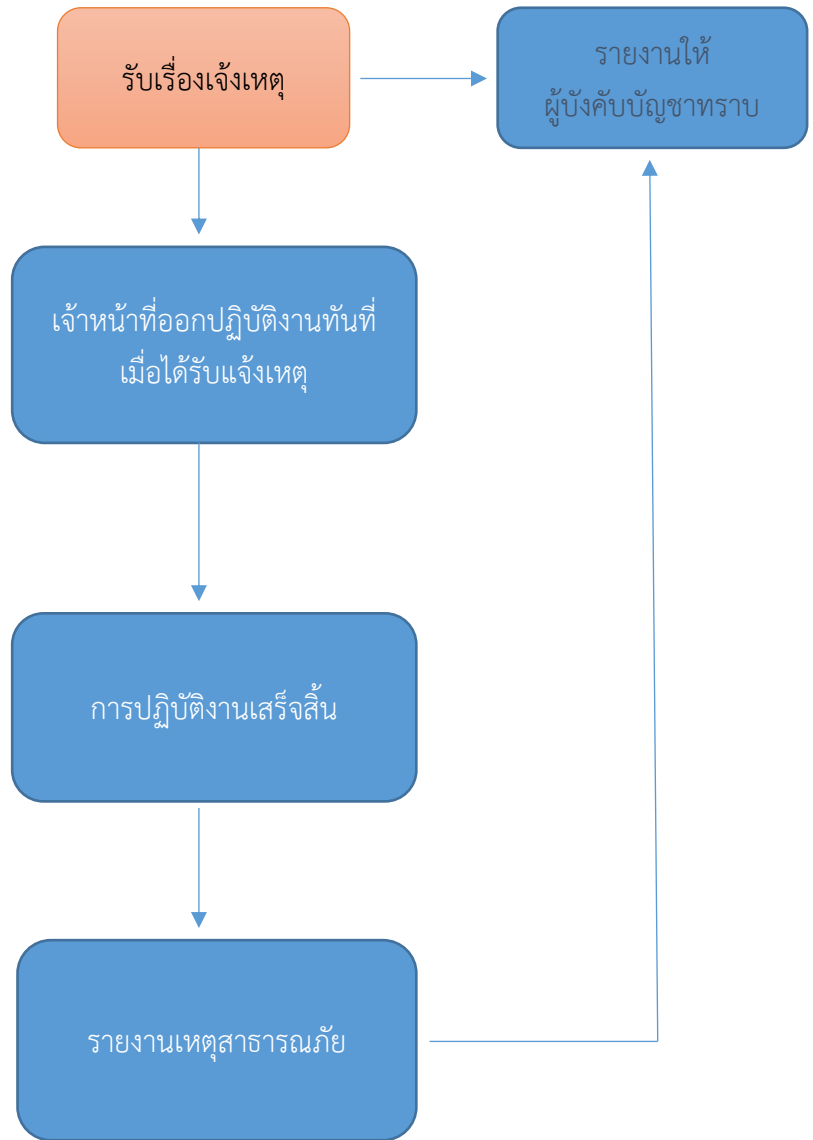 รับเรื่องเจ้งเหตุ
รายงานให้
ผู้บังคับบัญชาทราบ
เจ้าหน้าที่ออกปฏิบัติงานทันที่
เมื่อได้รับแจ้งเหตุ
การปฏิบัติงานเสร็จสิ้น
รายงานเหตุสาธารณภัย